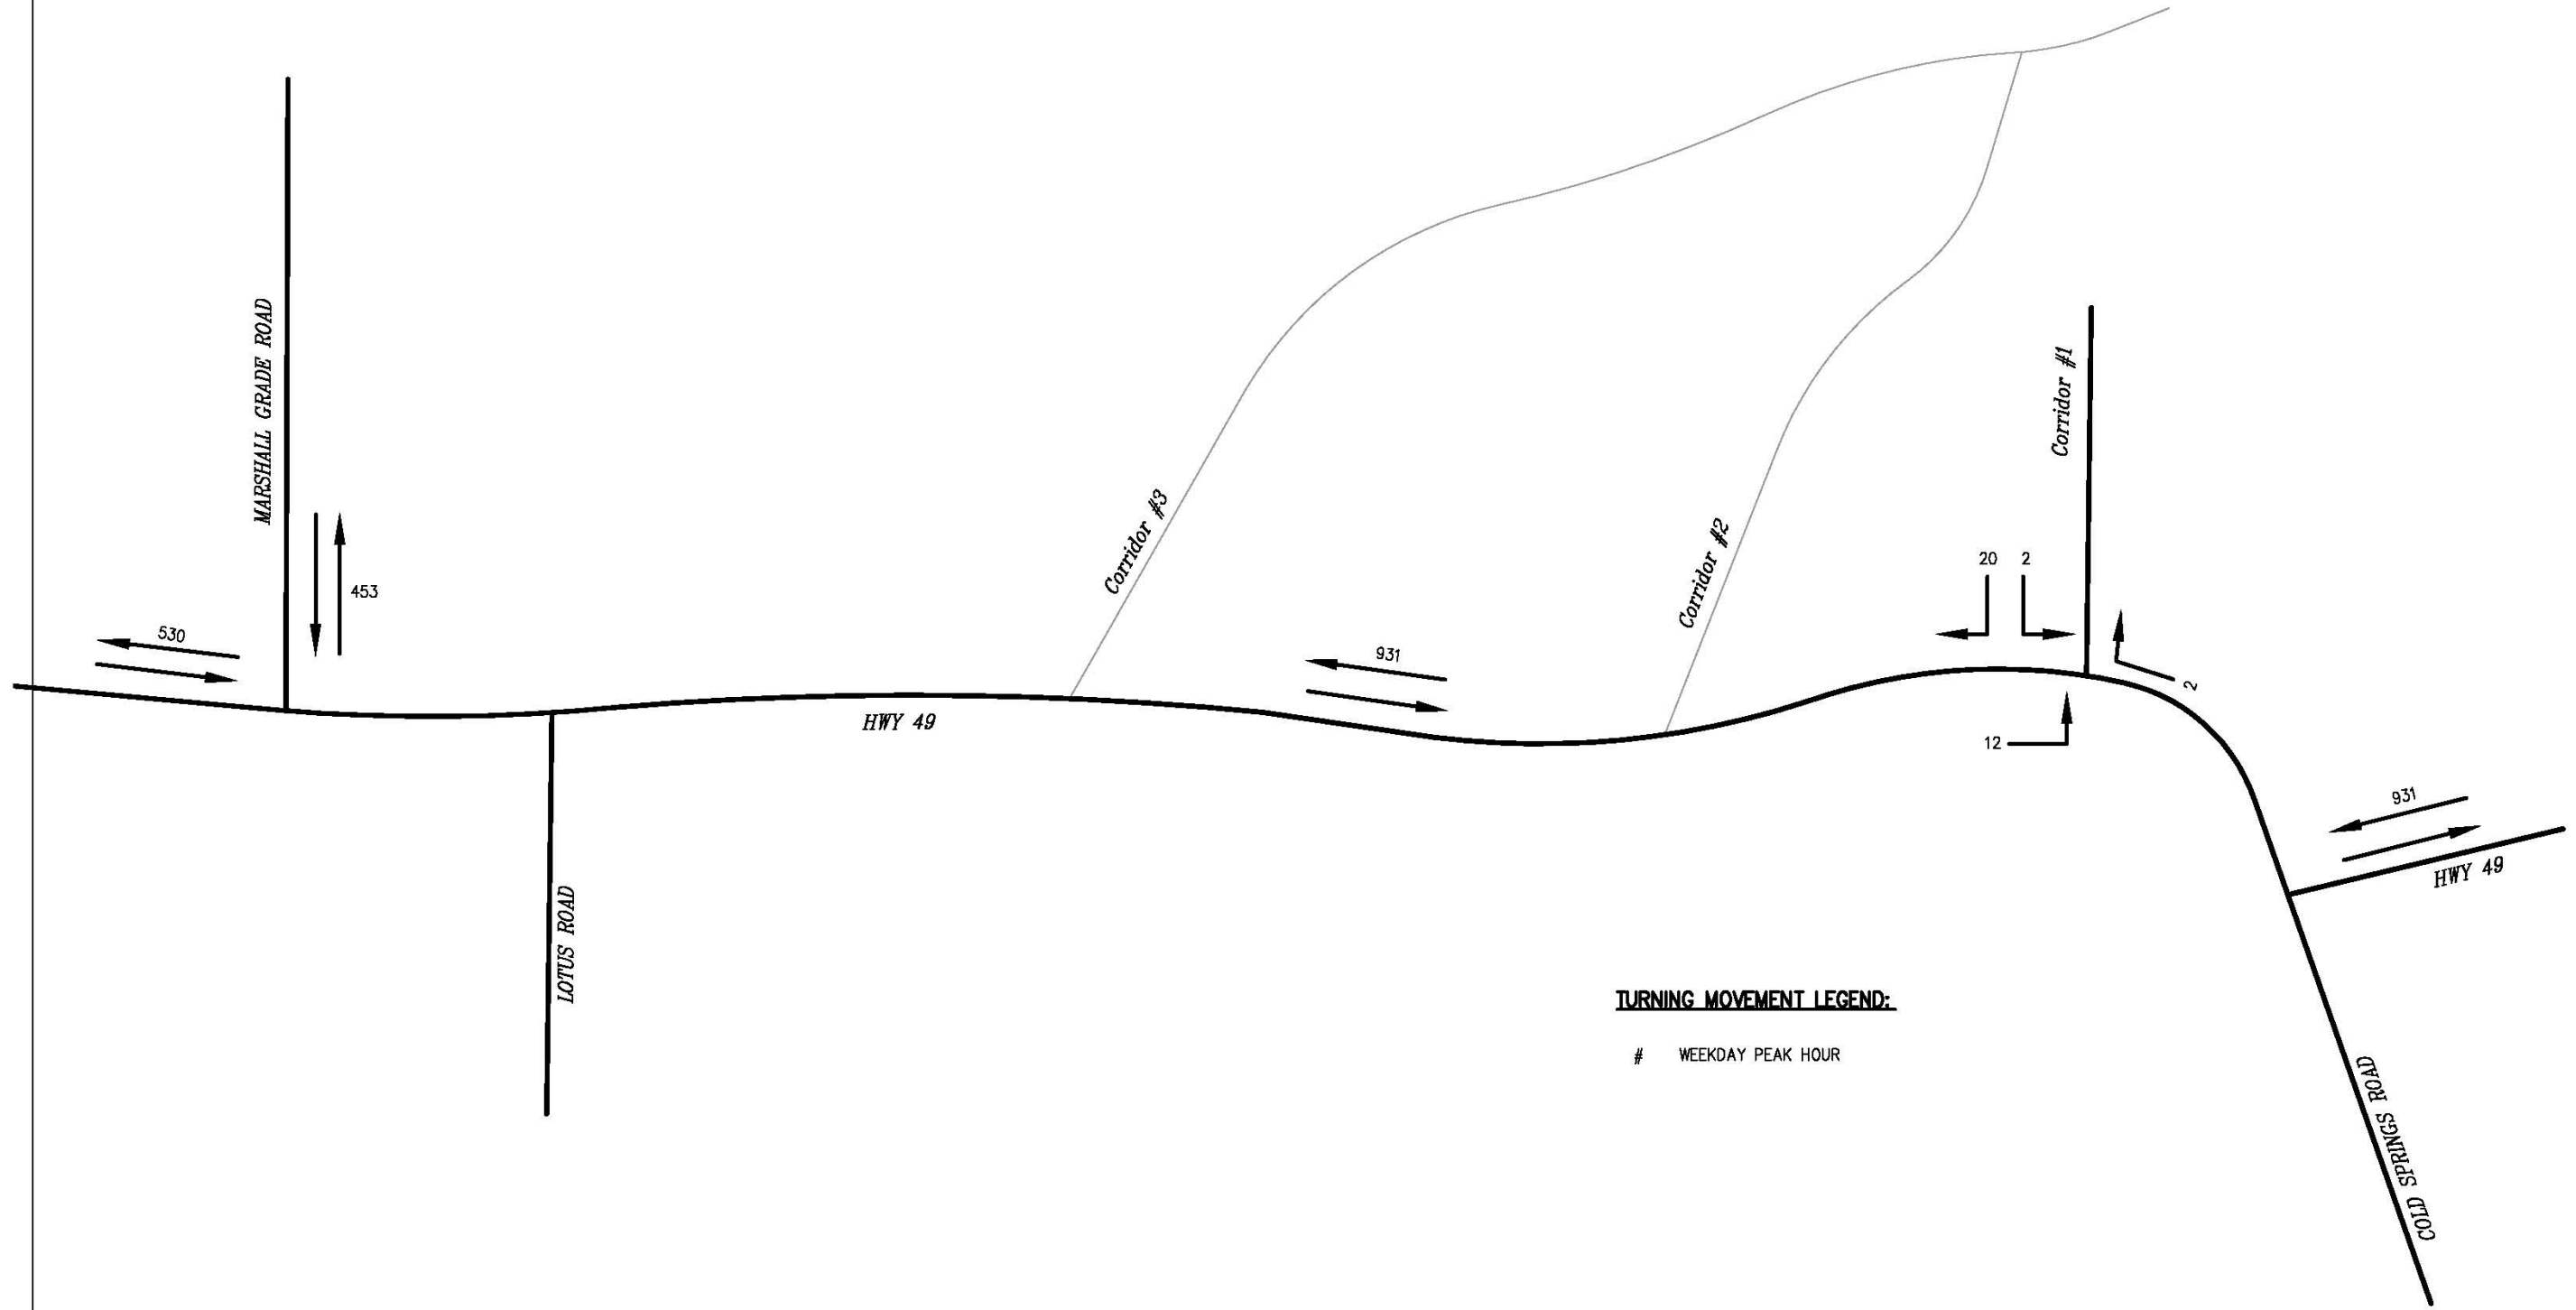 MARSHALL GRADE ROAD
453
530
Corridor #3
931
HWY 49
Corridor #2
Corridor #1
20 2
2
12
931
HWY 49
LOTUS ROAD
COLD SPRINGS ROAD
TURNING MOVEMENT LEGEND:
# WEEKDAY PEAK HOUR